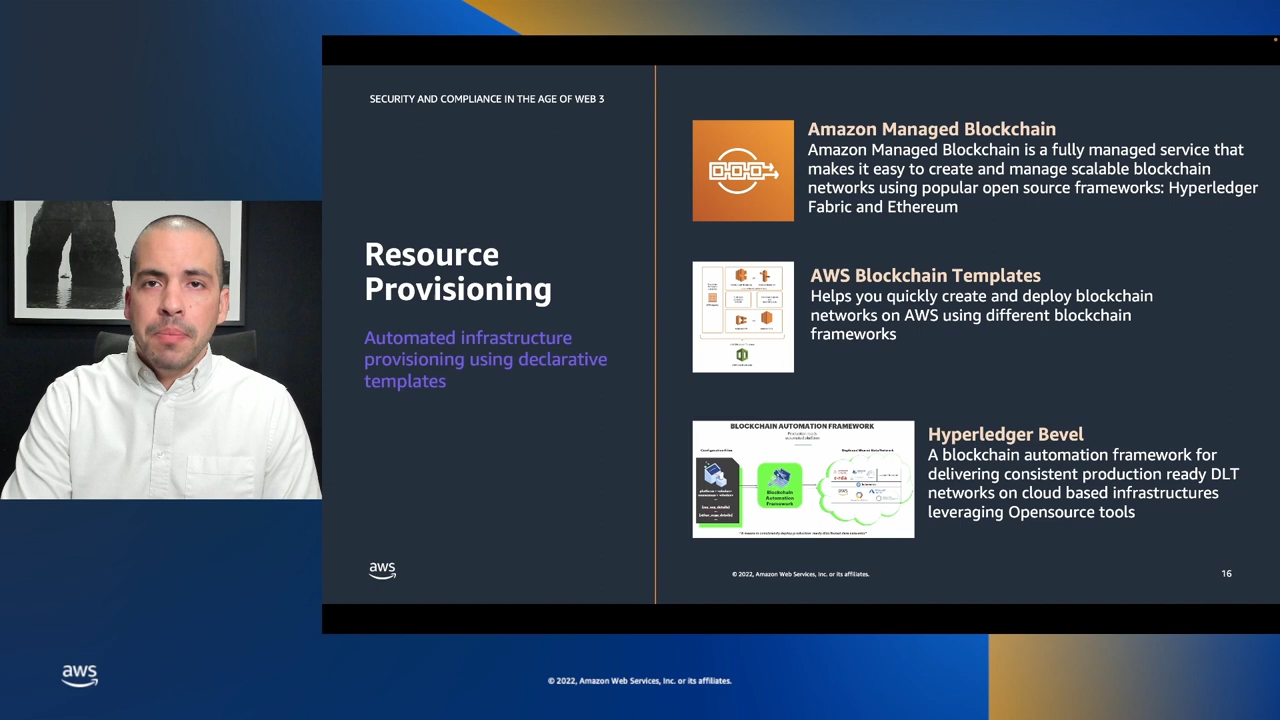 SECURITY AND COMPLIANCE IN THE AGE OF WEB 3
Resource
Provisioning
Automated infrastructure
provisioning using declarative
templates
aws
Amazon Managed Blockchain
Amazon Managed Blockchain is a fully managed service that
makes it easy to create and manage scalable blockchain
networks using popular open source frameworks: Hyperledger
Fabric and Ethereum
AWS Blockchain Templates
Helps you quickly create and deploy blockchain
networks on AWS using different blockchain
frameworks
BLOCKCHAIN AUTOMATION FRAMEWORK
Blockchain
Automation
Framework
aws
Hyperledger Bevel
A blockchain automation framework for
delivering consistent production ready DLT
networks on cloud based infrastructures
leveraging Opensource tools
© 2022, Amazon Web Services, Inc. or its affiliates.
16
aws
© 2022, Amazon Web Services, Inc. or its affiliates.